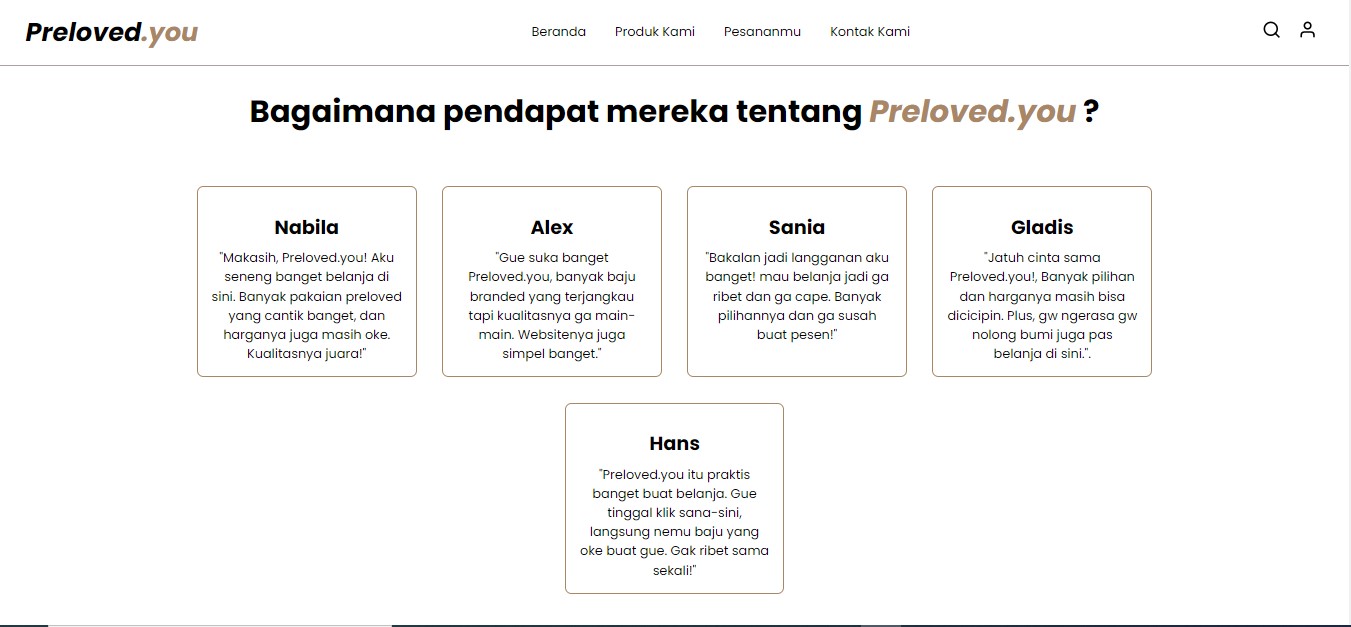 Preloved.you
Beranda Produk Kami Pesananmu Kontak Kami
Bagaimana pendapat mereka tentang Preloved.you ?
Nabila
"Makasih, Preloved.you! Aku
seneng banget belanja di
sini. Banyak pakaian preloved
yang cantik banget, dan
harganya juga masih oke.
Kualitasnya juara!"
Alex
"Gue suka banget
Preloved.you, banyak baju
branded yang terjangkau
tapi kualitasnya ga main-
main. Websitenya juga
simpel banget."
Sania
"Bakalan jadi langganan aku
banget! mau belanja jadi ga
ribet dan ga cape. Banyak
pilihannya dan ga susah
buat pesen!"
Gladis
"Jatuh cinta sama
Preloved.you!, Banyak pilihan
dan harganya masih bisa
dicicipin. Plus, gw ngerasa gw
nolong bumi juga pas
belanja di sini.".
Hans
"Preloved.you itu praktis
banget buat belanja. Gue
tinggal klik sana-sini,
langsung nemu baju yang
oke buat gue. Gak ribet sama
sekali!"